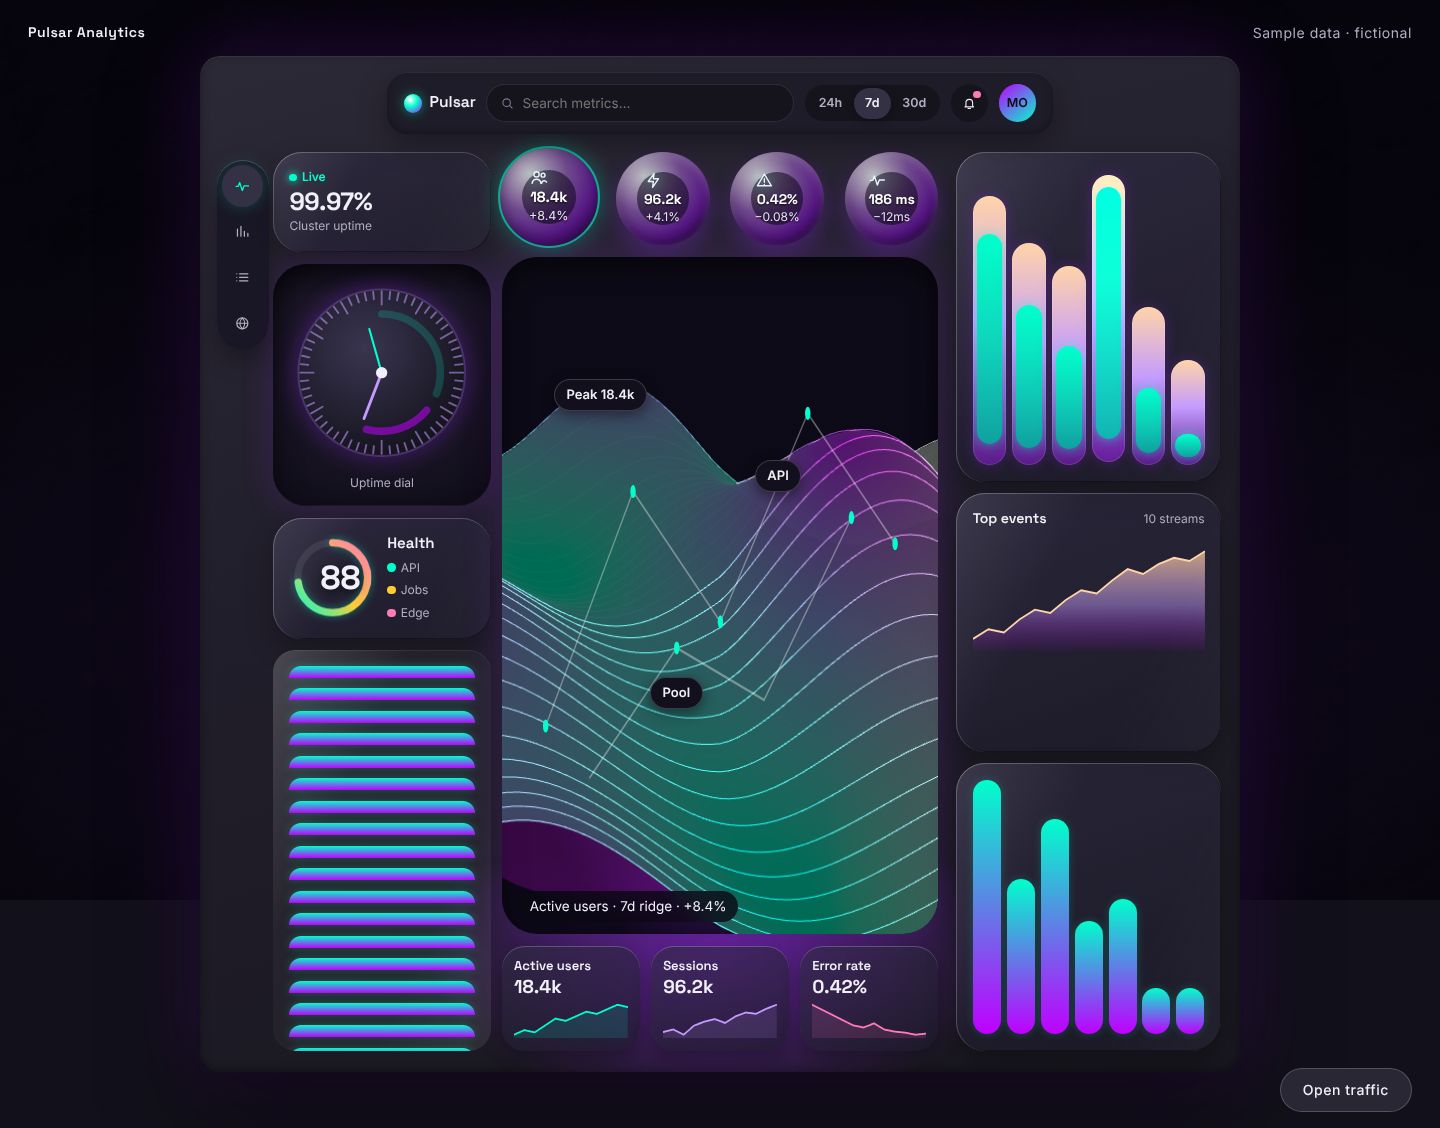 Pulsar Analytics
Sample data · fictional
Pulsar
Search metrics...
24h
7d
30d
MO
Live
99.97%
Cluster uptime
18.4k
+8.4%
96.2k
+4.1%
0.42%
−0.08%
186 ms
−12ms
Uptime dial
Health
88
API
Jobs
Edge
Peak 18.4k
API
Pool
Active users · 7d ridge · +8.4%
Active users
18.4k
Sessions
96.2k
Error rate
0.42%
Top events
10 streams
Open traffic